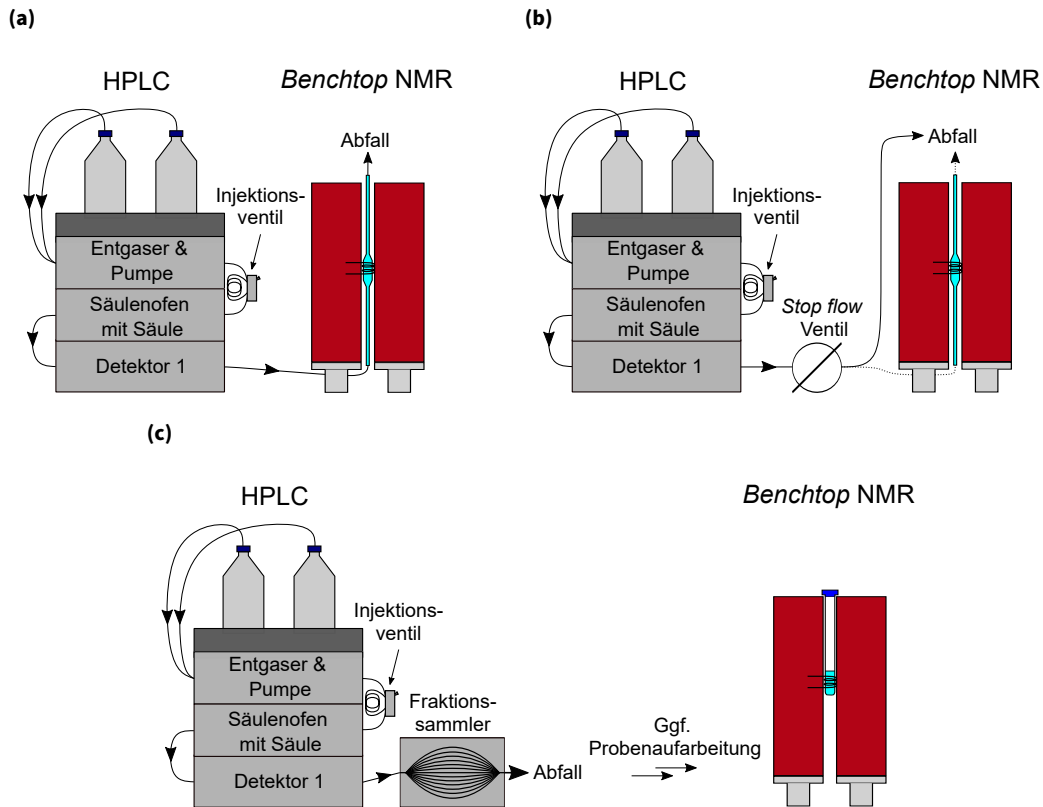 (a)
HPLC
Benchtop NMR
Abfall
Injektions-
ventil
Entgaser &
Pumpe
Säulenofen
mit Säule
Detektor 1
(b)
HPLC
Benchtop NMR
Abfall
Injektions-
ventil
Entgaser &
Pumpe
Säulenofen
mit Säule
Stop flow
Ventil
Detektor 1
(c)
HPLC
Benchtop NMR
Injektions-
ventil
Entgaser &
Pumpe
Säulenofen
mit Säule
Detektor 1
Fraktions-
sammler
Abfall
Ggf.
Probenaufarbeitung